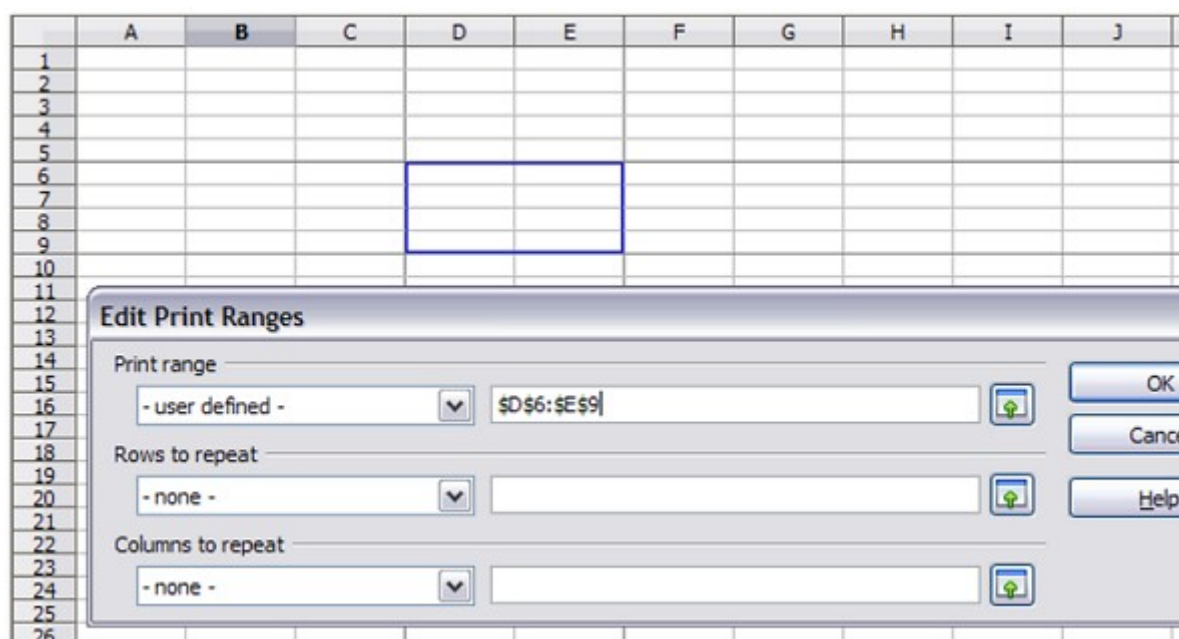 A B C D E F G H I J
1
2
3
4
5
6
7
8
9
10
11
12
13
14
15
16
17
18
19
20
21
22
23
24
25
26
Edit Print Ranges
Print range
- user defined - $D$6:$E$9
OK
Cance
Rows to repeat
- none -
Help
Columns to repeat
- none -